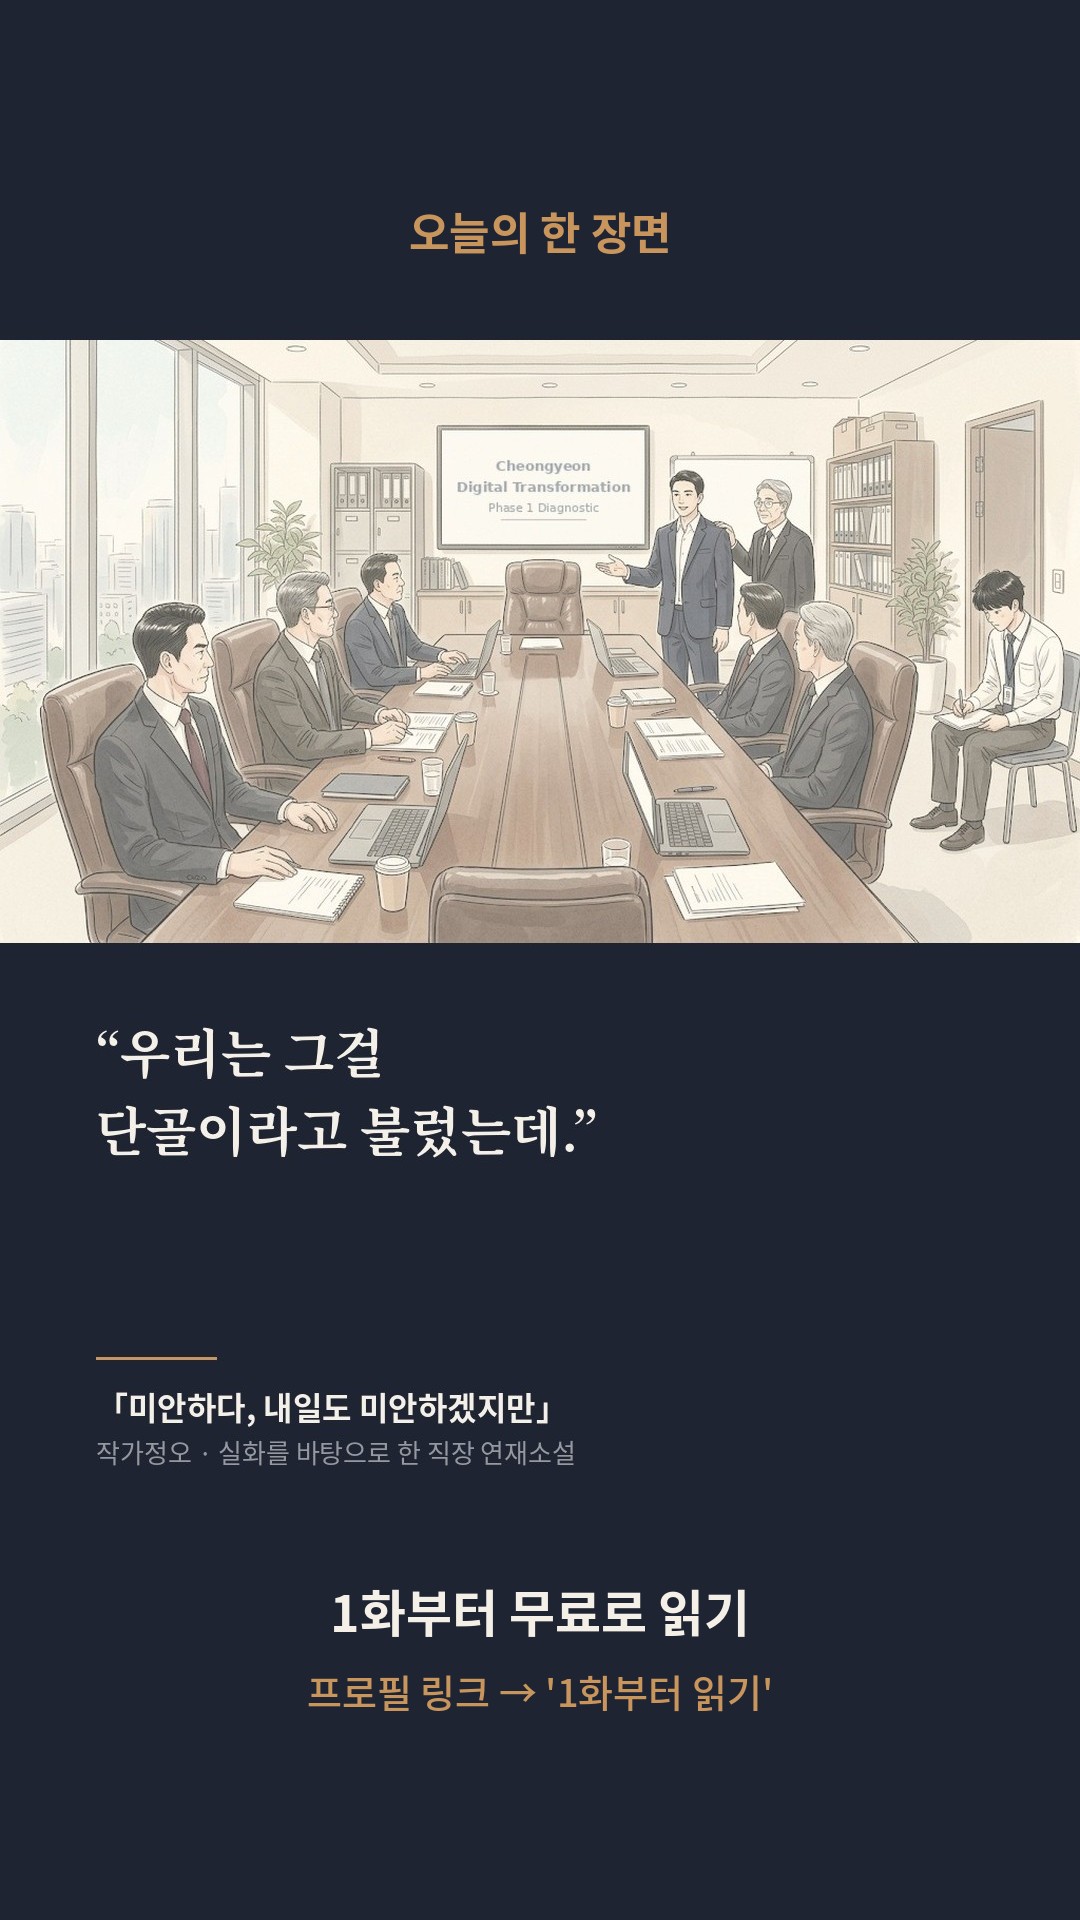 오늘의 한 장면
Cheongyeon
Digital Transformation
Phase 1 Diagnostic
“우리는 그걸
단골이라고 불렀는데.”
「미안하다, 내일도 미안하겠지만」
작가정오 · 실화를 바탕으로 한 직장 연재소설
1화부터 무료로 읽기
프로필 링크 → '1화부터 읽기'